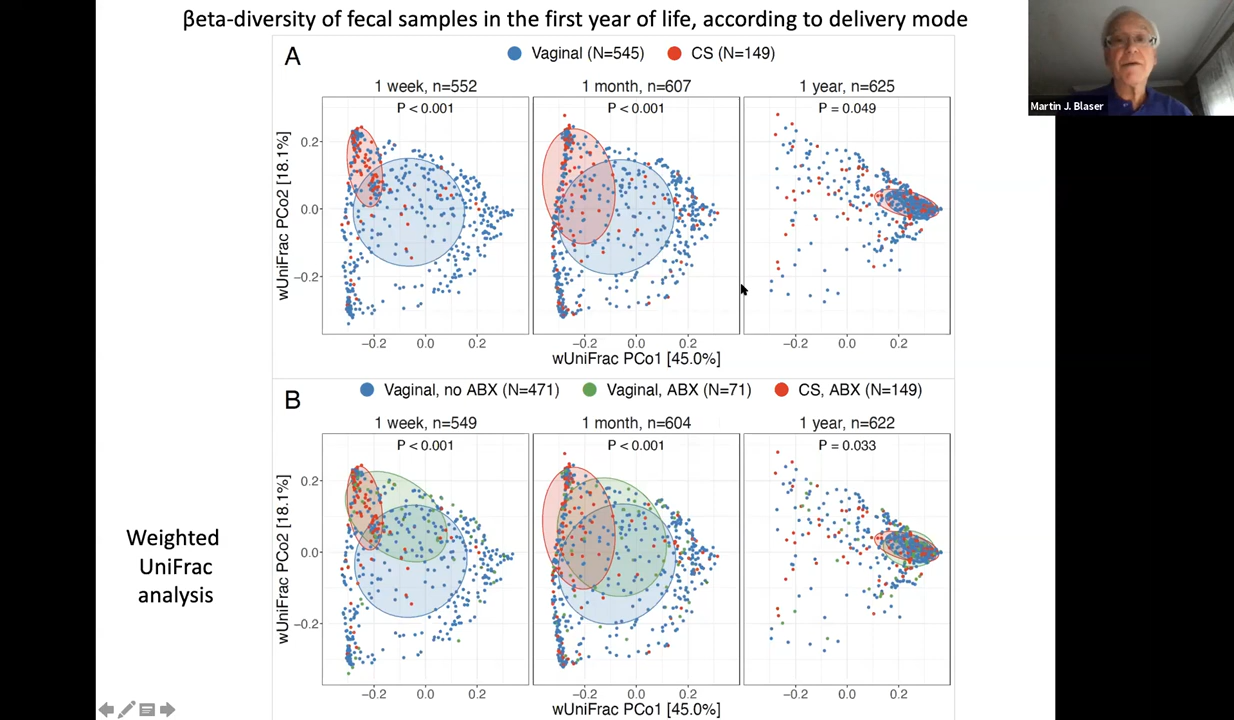 βeta-diversity of fecal samples in the first year of life, according to delivery mode
Martin J. Blaser
A
Vaginal (N=545) CS (N=149)
1 week, n=552 1 month, n=607 1 year, n=625
P < 0.001 P < 0.001 P = 0.049
wUniFrac PCo2 [18.1%]
0.2
0.0
−0.2
−0.2 0.0 0.2 −0.2 0.0 0.2 −0.2 0.0 0.2
wUniFrac PCo1 [45.0%]
B
Vaginal, no ABX (N=471) Vaginal, ABX (N=71) CS, ABX (N=149)
1 week, n=549 1 month, n=604 1 year, n=622
P < 0.001 P < 0.001 P = 0.033
wUniFrac PCo2 [18.1%]
0.2
0.0
−0.2
−0.2 0.0 0.2 −0.2 0.0 0.2 −0.2 0.0 0.2
wUniFrac PCo1 [45.0%]
Weighted
UniFrac
analysis